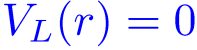 V_L(r) = 0